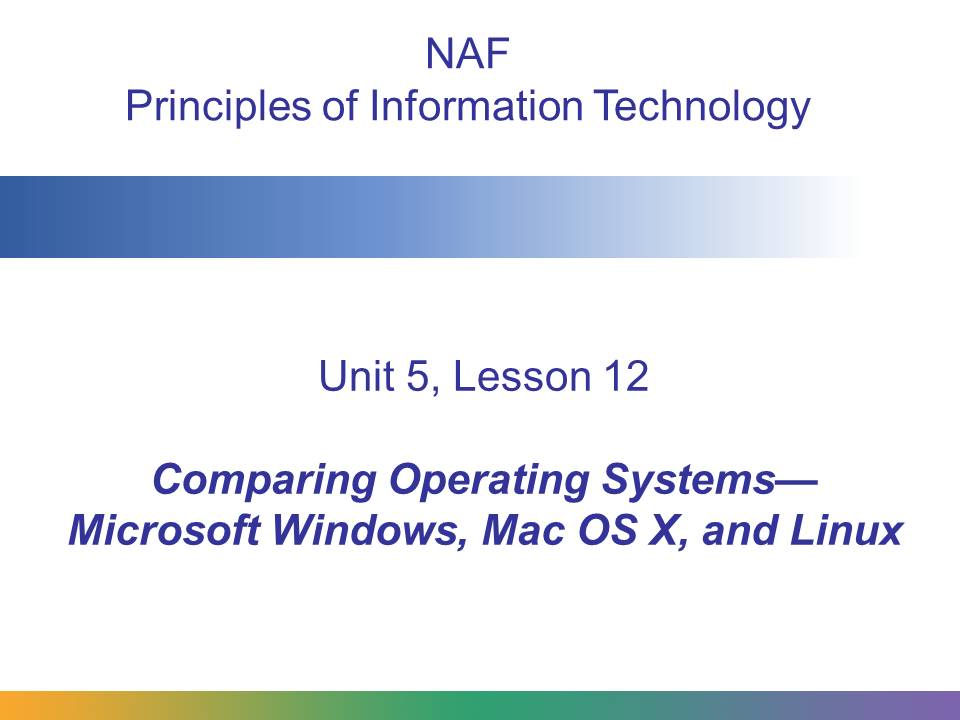 NAF
Principles of Information Technology
Unit 5, Lesson 12
Comparing Operating Systems—
Microsoft Windows, Mac OS X, and Linux